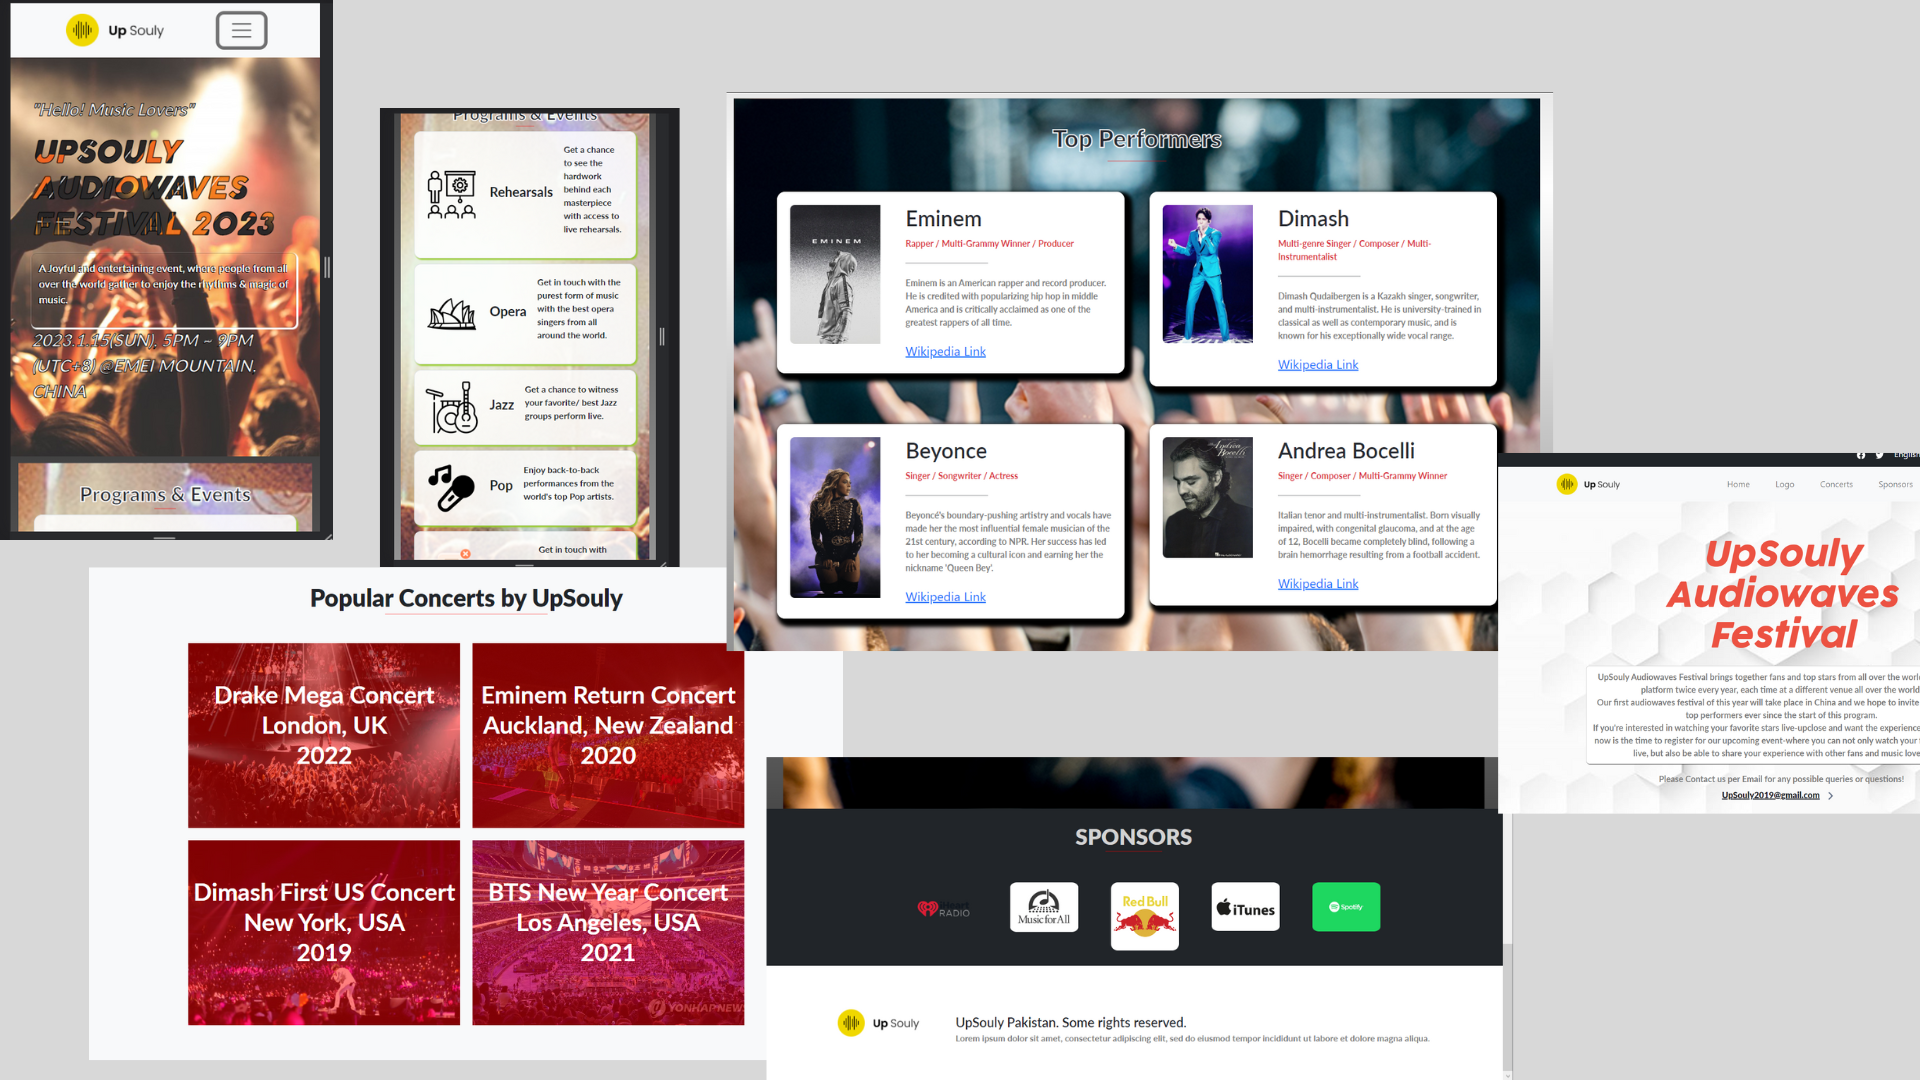 Up Souly
"Hello! Music Lovers"
UPSOULY
AUDIOWAVES
FESTIVAL 2023
A Joyful and entertaining event, where people from all
over the world gather to enjoy the rhythms & magic of
music.
2023.1.15(SUN), 5PM ~ 9PM
(UTC+8) @EMEI MOUNTAIN,
CHINA
Programs & Events
Programs & Events
Rehearsals
Get a chance
to see the
hardwork
behind each
masterpiece
with access to
live rehearsals.
Opera
Get in touch with the
purest form of music
with the best opera
singers from all
around the world.
Jazz
Get a chance to witness
your favorite/ best Jazz
groups perform live.
Pop
Enjoy back-to-back
performances from the
world's top Pop artists.
Get in touch with
Top Performers
EMINEM
Eminem
Rapper / Multi-Grammy Winner / Producer
Eminem is an American rapper and record producer.
He is credited with popularizing hip hop in middle
America and is critically acclaimed as one of the
greatest rappers of all time.
Wikipedia Link
Dimash
Multi-genre Singer / Composer / Multi-
Instrumentalist
Dimash Qudaibergen is a Kazakh singer, songwriter,
and multi-instrumentalist. He is university-trained in
classical as well as contemporary music, and is
known for his exceptionally wide vocal range.
Wikipedia Link
Beyonce
Singer / Songwriter / Actress
Beyoncé's boundary-pushing artistry and vocals have
made her the most influential female musician of the
21st century, according to NPR. Her success has led
to her becoming a cultural icon and earning her the
nickname 'Queen Bey'.
Wikipedia Link
Andrea
Bocelli
Andrea Bocelli
Singer / Composer / Multi-Grammy Winner
Italian tenor and multi-instrumentalist. Born visually
impaired, with congenital glaucoma, and at the age
of 12, Bocelli became completely blind, following a
brain hemorrhage resulting from a football accident.
Wikipedia Link
English
Up Souly
Home Logo Concerts Sponsors
UpSouly
Audiowaves
Festival
UpSouly Audiowaves Festival brings together fans and top stars from all over the
platform twice every year, each time at a different venue all over the world
Our first audiowaves festival of this year will take place in China and we hope to invite
top performers ever since the start of this program.
If you're interested in watching your favorite stars live-upclose and want the
now is the time to register for our upcoming event-where you can not only watch your
live, but also be able to share your experience with other fans and music
Please Contact us per Email for any possible queries or questions!
UpSouly2019@gmail.com
Popular Concerts by UpSouly
Drake Mega Concert
London, UK
2022
Eminem Return Concert
Auckland, New Zealand
2020
Dimash First US Concert
New York, USA
2019
BTS New Year Concert
Los Angeles, USA
2021
YONHAPNEWS
SPONSORS
iHeart
RADIO
Music for All
Red Bull
iTunes
Spotify
Up Souly
UpSouly Pakistan. Some rights reserved.
Lorem ipsum dolor sit amet, consectetur adipiscing elit, sed do eiusmod tempor incididunt ut labore et dolore magna aliqua.